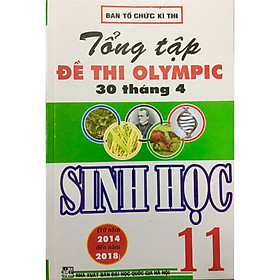 BAN TỔ CHỨC KÌ THI
Tổng tập
ĐỀ THI OLYMPIC
30 tháng 4
SINH HỌC
(Từ năm
2014
đến năm
2018)
11
NHÀ XUẤT BẢN ĐẠI HỌC QUỐC GIA HÀ NỘI